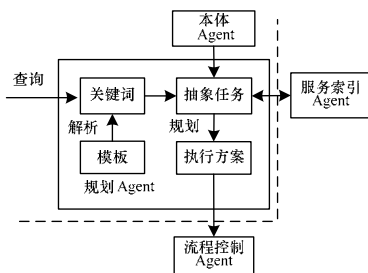 本体
Agent
查询
关键词
抽象任务
服务索引
Agent
解析
规划
模板
执行方案
规划 Agent
流程控制
Agent